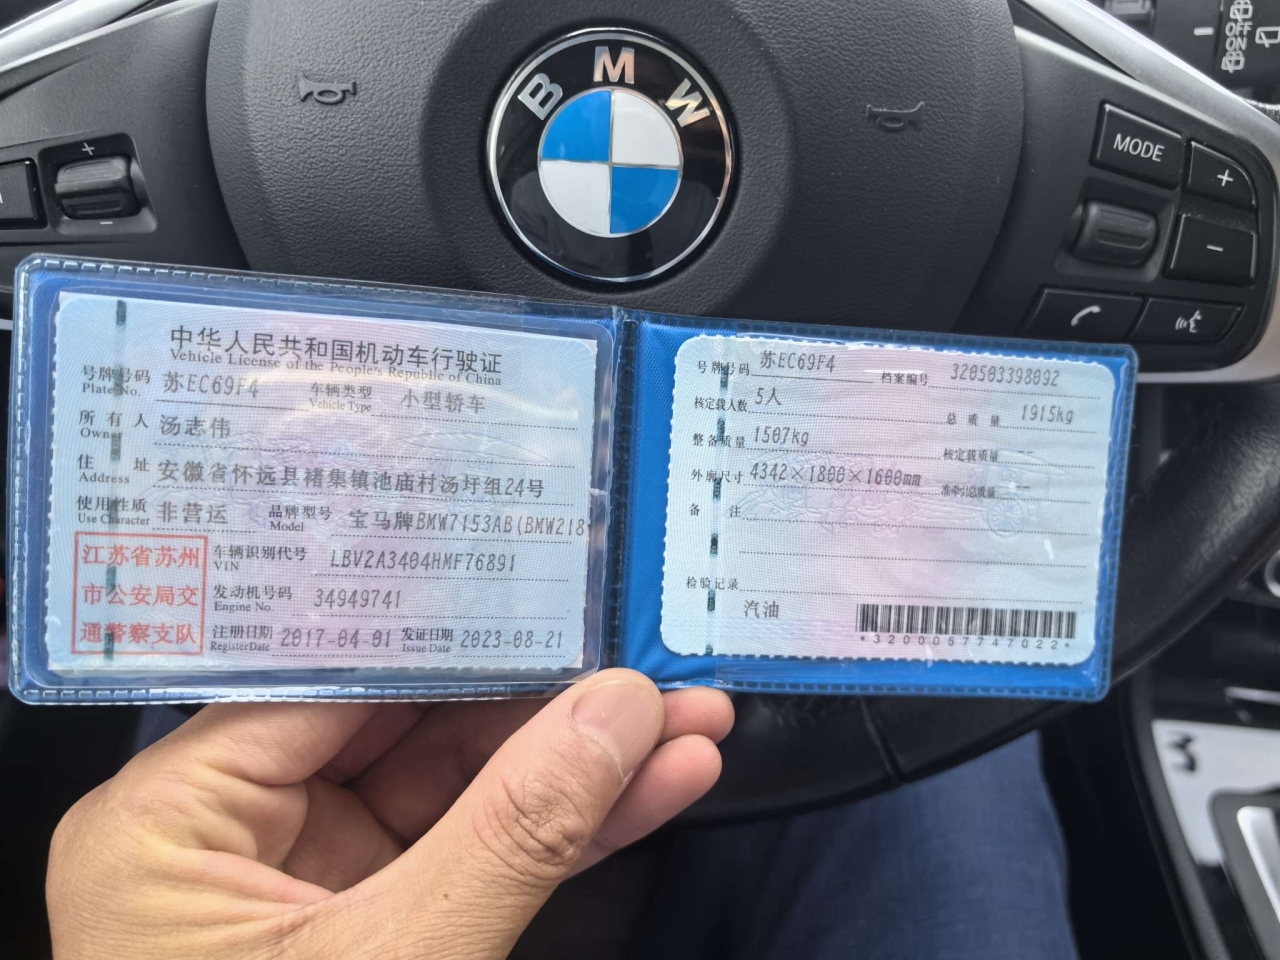 BMW
OFF
ON
MODE
+
-
+
-
中华人民共和国机动车行驶证
Vehicle License of the People's Republic of China
号牌号码 苏EC69F4 车辆类型 小型轿车
Plate No. Vehicle Type
所有人 汤志伟
Owner
住址 安徽省怀远县褚集镇池庙村汤圩组24号
Address
使用性质 非营运 品牌型号 宝马牌BMW7153AB(BMW218
Use Character Model
江苏省苏州
市公安局交
通警察支队
车辆识别代号 LBV2A3404HMF76891
VIN
发动机号码 34949741
Engine No.
注册日期 2017-04-01 发证日期 2023-08-21
Register Date Issue Date
号牌号码 苏EC69F4 档案编号 320503398092
核定载人数 5人 总质量 1915kg
整备质量 1507kg 核定载质量 --
外廓尺寸 4342×1800×1600mm 准牵引总质量 --
备注
检验记录
汽油
*3200057747022*
3